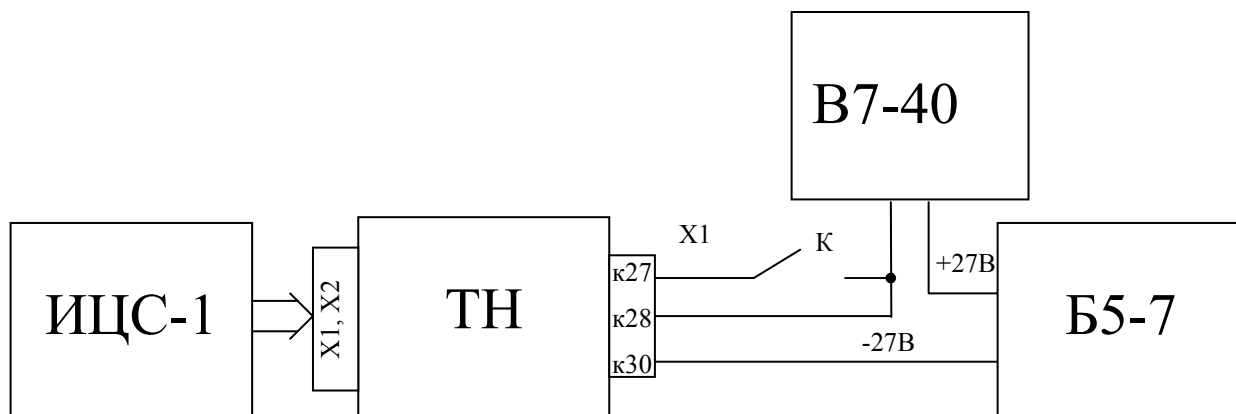 В7-40
Х1
К
к27
+27В
ИЦС-1
Х1, Х2
ТН
к28
Б5-7
-27В
к30